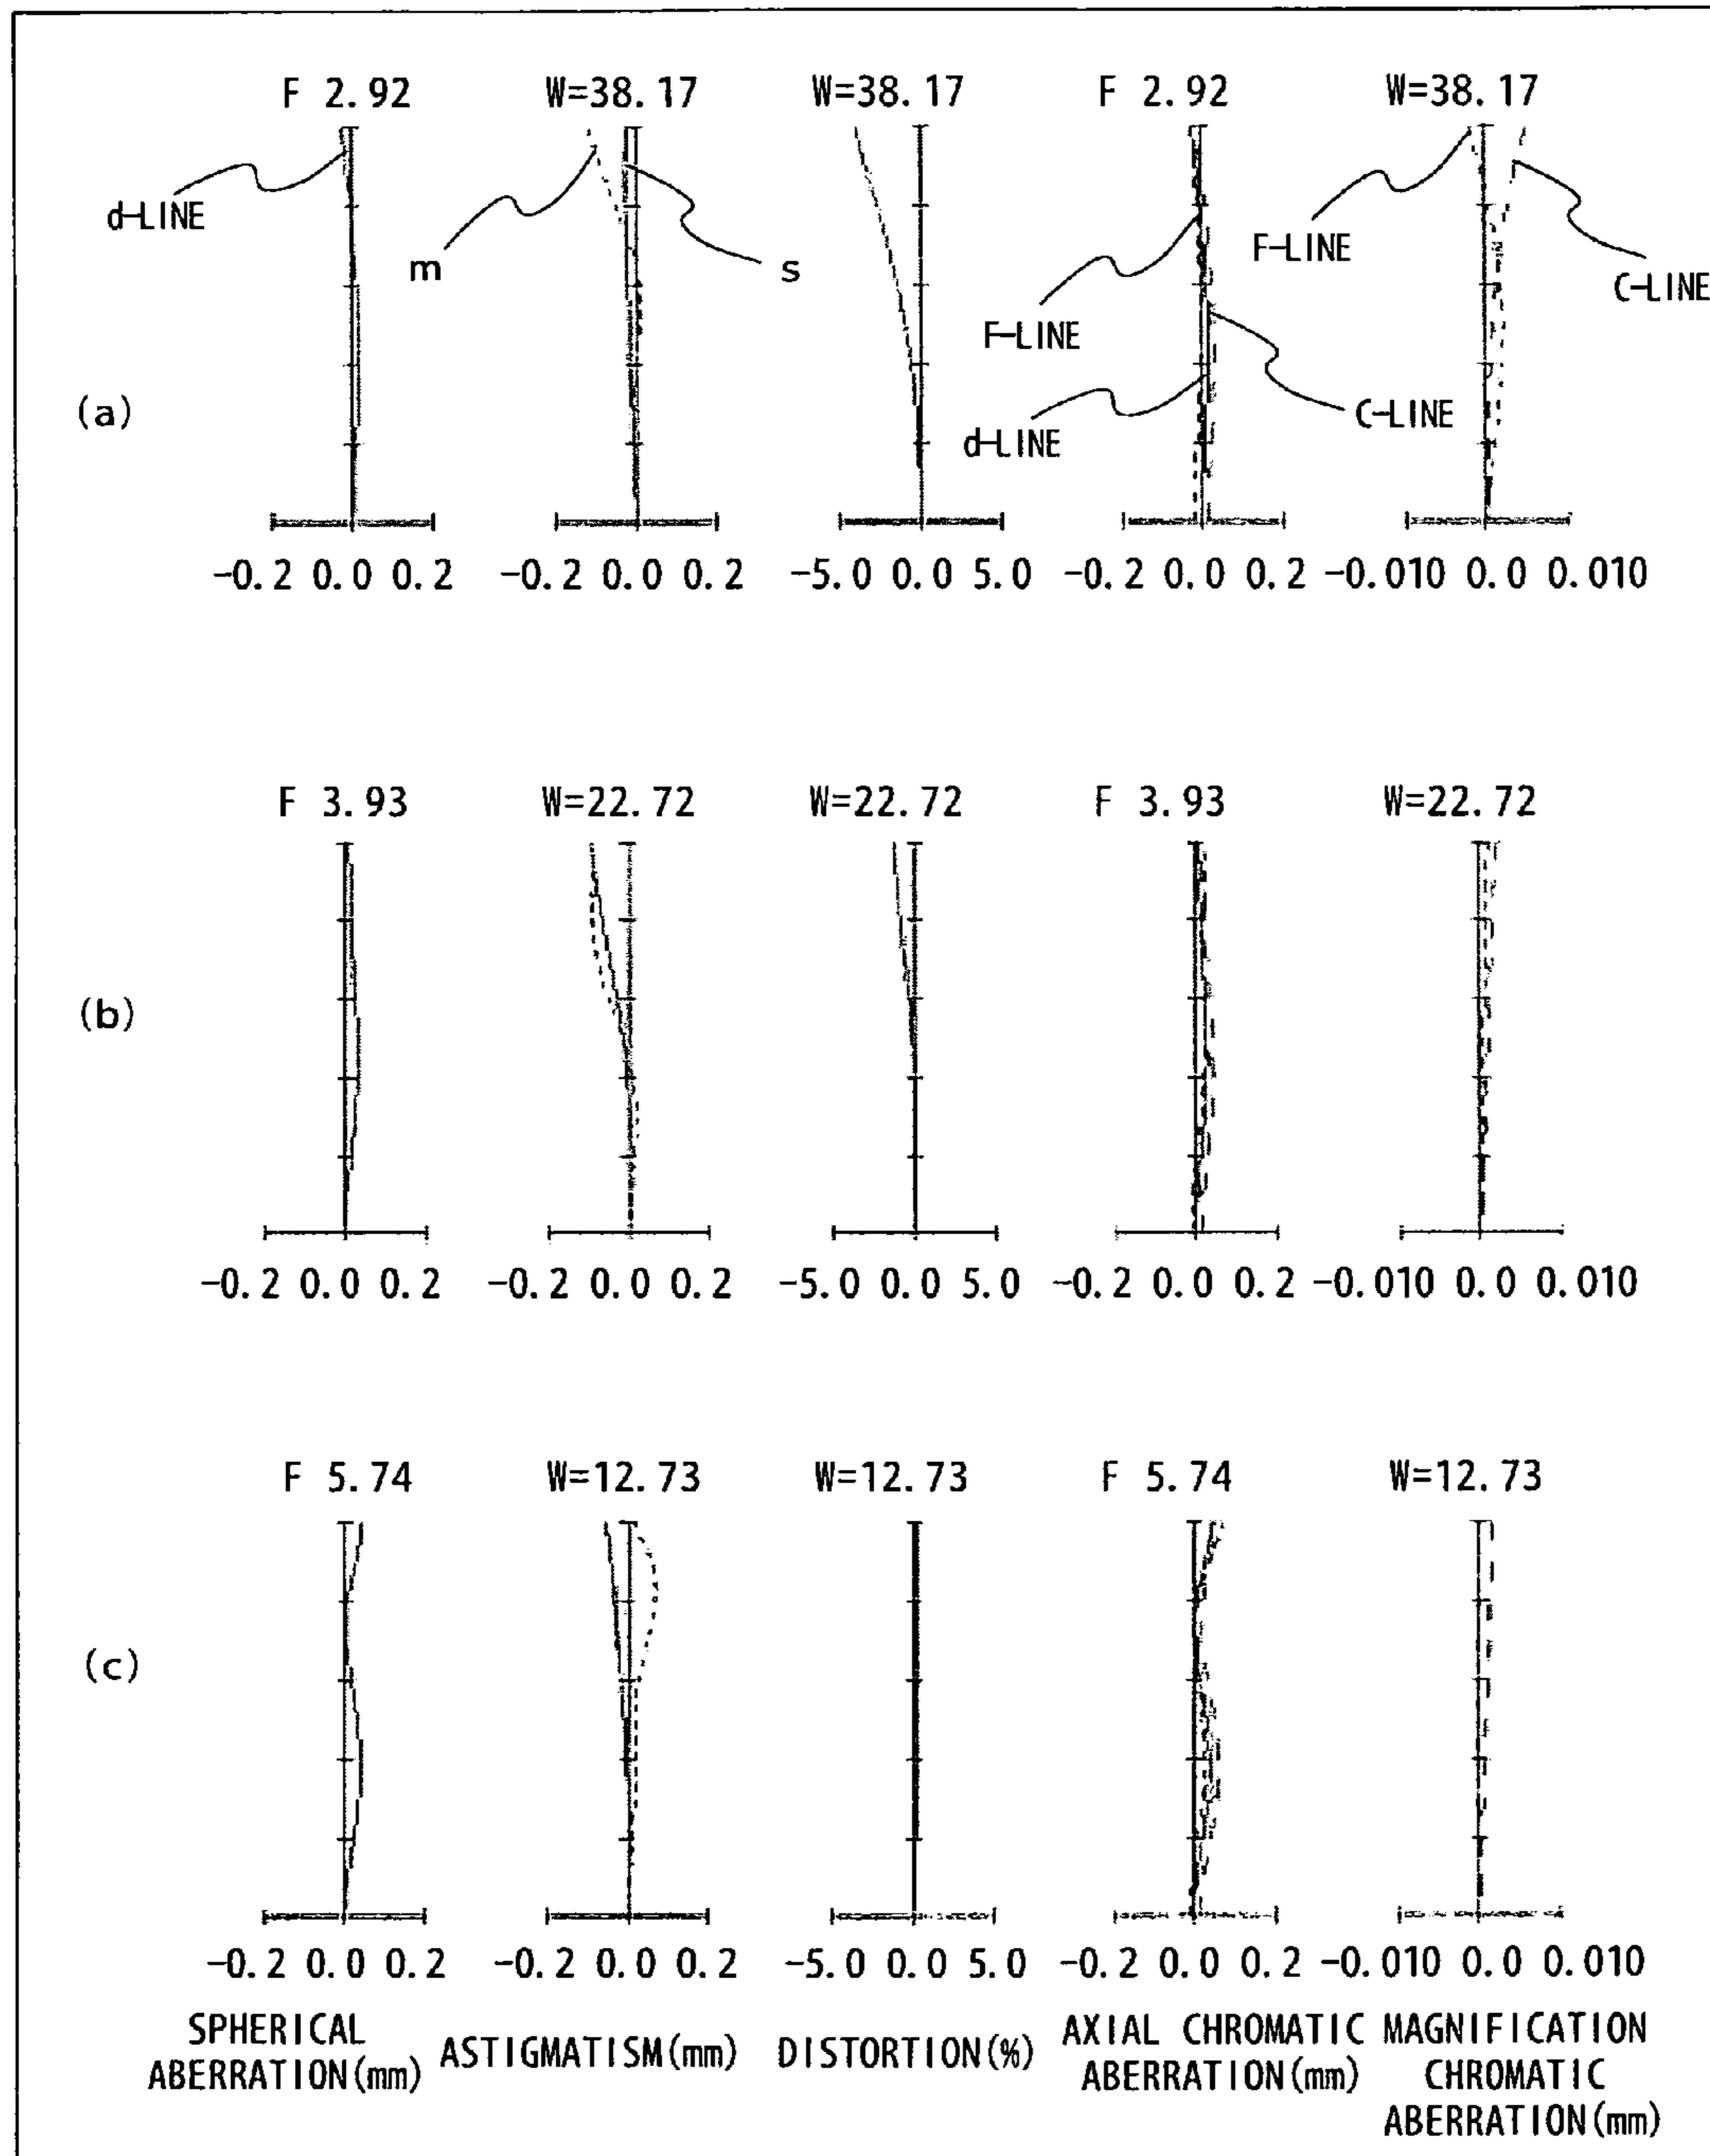 F 2.92 W=38.17 W=38.17 F 2.92 W=38.17
d-LINE
m
s
F-LINE
d-LINE
C-LINE
F-LINE
C-LINE
(a)
-0.2 0.0 0.2 -0.2 0.0 0.2 -5.0 0.0 5.0 -0.2 0.0 0.2 -0.010 0.0 0.010
F 3.93 W=22.72 W=22.72 F 3.93 W=22.72
(b)
-0.2 0.0 0.2 -0.2 0.0 0.2 -5.0 0.0 5.0 -0.2 0.0 0.2 -0.010 0.0 0.010
F 5.74 W=12.73 W=12.73 F 5.74 W=12.73
(c)
-0.2 0.0 0.2 -0.2 0.0 0.2 -5.0 0.0 5.0 -0.2 0.0 0.2 -0.010 0.0 0.010
SPHERICAL
ABERRATION(mm)
ASTIGMATISM(mm)
DISTORTION(%)
AXIAL CHROMATIC
ABERRATION(mm)
MAGNIFICATION
CHROMATIC
ABERRATION(mm)